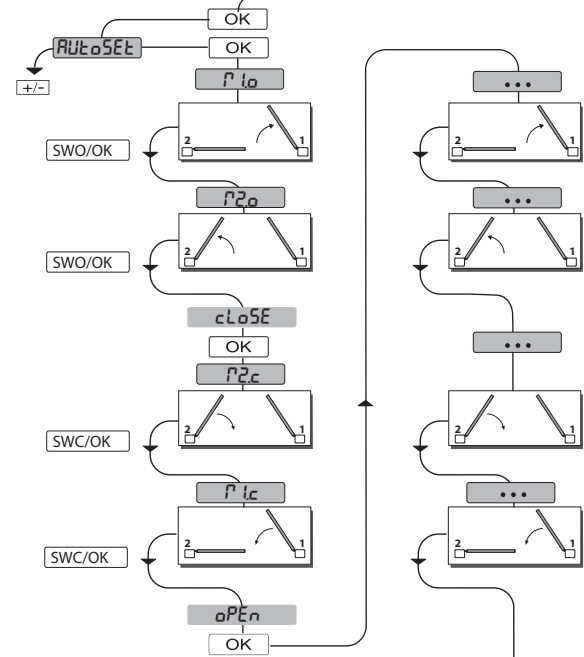 OK
AUtoSEt
OK
+/-
M1.o
2 1
SWO/OK
M2.o
2 1
SWO/OK
cLoSE
OK
M2.c
2 1
SWC/OK
M1.c
2 1
SWC/OK
oPEn
OK
...
2 1
...
2 1
...
2 1
...
2 1